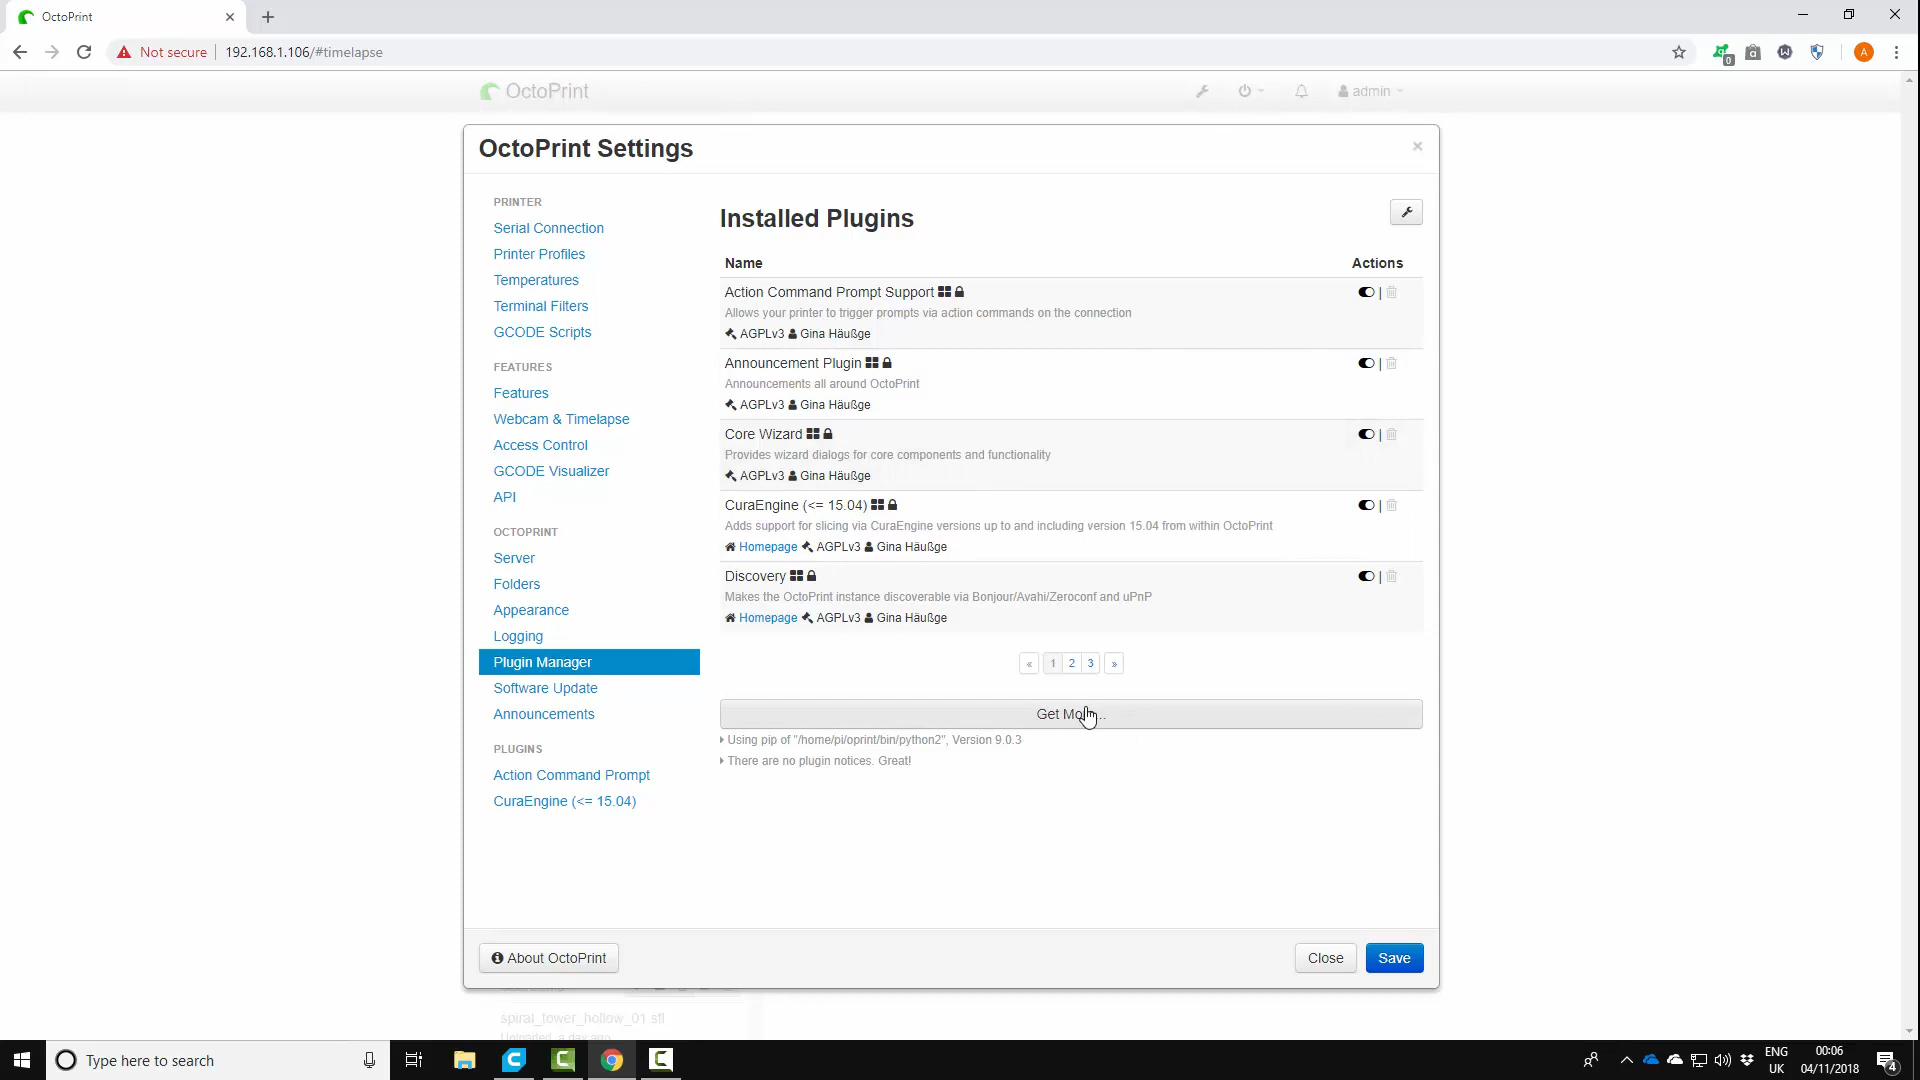 OctoPrint
Not secure
192.168.1.106/#timelapse
0
A
OctoPrint
admin
OctoPrint Settings
×
PRINTER
Serial Connection
Printer Profiles
Temperatures
Terminal Filters
GCODE Scripts
FEATURES
Features
Webcam & Timelapse
Access Control
GCODE Visualizer
API
OCTOPRINT
Server
Folders
Appearance
Logging
Plugin Manager
Software Update
Announcements
PLUGINS
Action Command Prompt
CuraEngine (<= 15.04)
Installed Plugins
Name Actions
Action Command Prompt Support
|
Allows your printer to trigger prompts via action commands on the connection
AGPLv3 Gina Häußge
Announcement Plugin
|
Announcements all around OctoPrint
AGPLv3 Gina Häußge
Core Wizard
|
Provides wizard dialogs for core components and functionality
AGPLv3 Gina Häußge
CuraEngine (<= 15.04)
|
Adds support for slicing via CuraEngine versions up to and including version 15.04 from within OctoPrint
Homepage AGPLv3 Gina Häußge
Discovery
|
Makes the OctoPrint instance discoverable via Bonjour/Avahi/Zeroconf and uPnP
Homepage AGPLv3 Gina Häußge
« 1 2 3 »
Get More...
Using pip of "/home/pi/oprint/bin/python2", Version 9.0.3
There are no plugin notices. Great!
About OctoPrint
Close
Save
spiral_tower_hollow_01.stl
Uploaded: a day ago
Type here to search
ENG
UK
00:06
04/11/2018
4